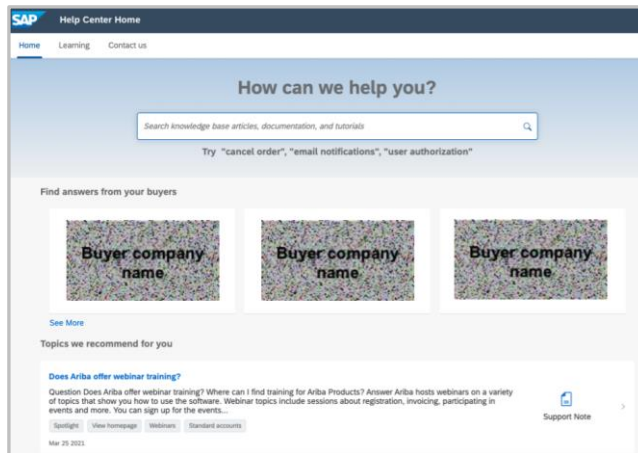 SAP Help Center Home
Home Learning Contact us
How can we help you?
Search knowledge base articles, documentation, and tutorials
Try "cancel order", "email notifications", "user authorization"
Find answers from your buyers
Buyer company name Buyer company name Buyer company name
See More
Topics we recommend for you
Does Ariba offer webinar training?
Question Does Ariba offer webinar training? Where can I find training for Ariba Products? Answer Ariba hosts webinars on a variety
of topics that show you how to use the software. Webinar topics include sessions about registration, invoicing, participating in
events and more. You can sign up for the events...
Support Note
Spotlight View homepage Webinars Standard accounts
Mar 25 2021